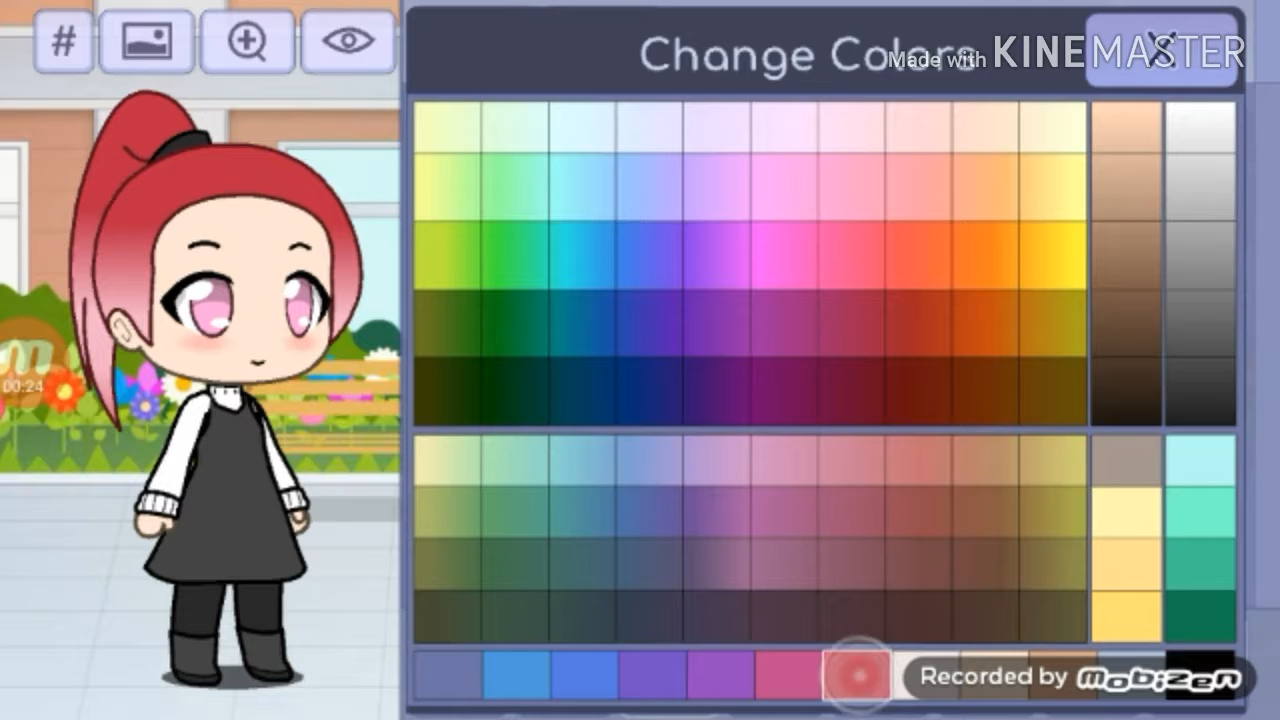 #
Change Colors X
Made with KINEMASTER
m
00:24
Recorded by mobizen